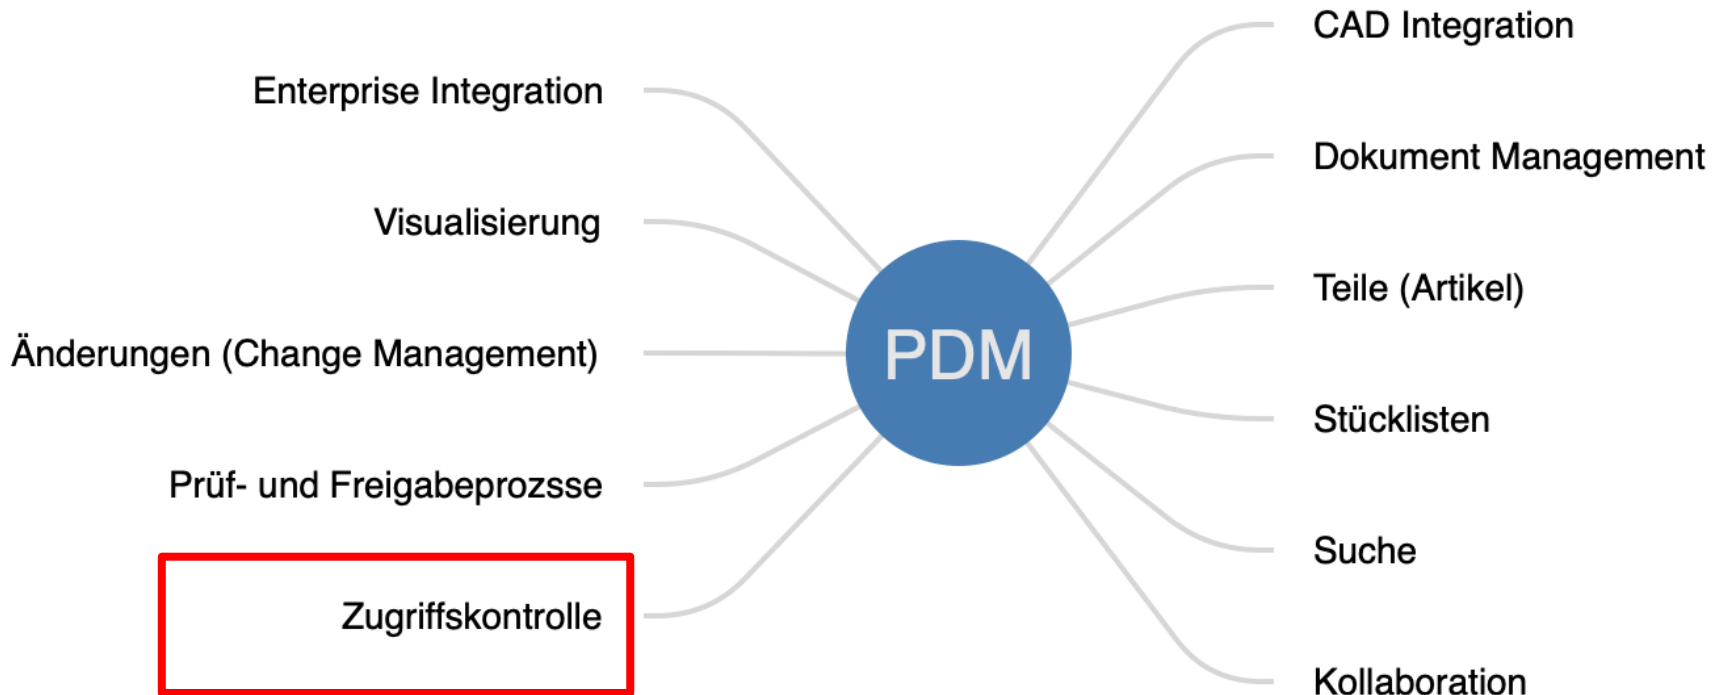 Enterprise Integration
Visualisierung
Änderungen (Change Management)
Prüf- und Freigabeprozsse
Zugriffskontrolle
PDM
CAD Integration
Dokument Management
Teile (Artikel)
Stücklisten
Suche
Kollaboration